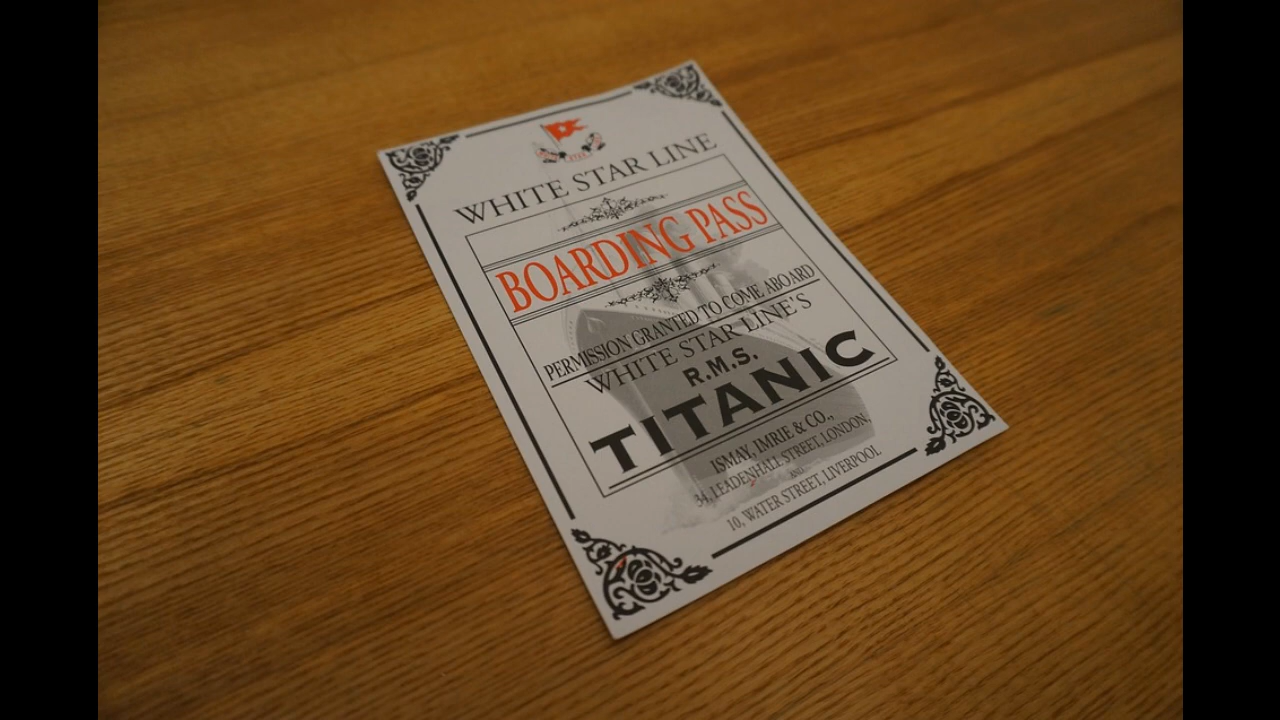 WHITE STAR LINE
BOARDING PASS
PERMISSION GRANTED TO COME ABOARD
WHITE STAR LINE'S
R.M.S.
TITANIC
ISMAY, IMRIE & CO.,
34, LEADENHALL STREET, LONDON,
AND
10, WATER STREET, LIVERPOOL